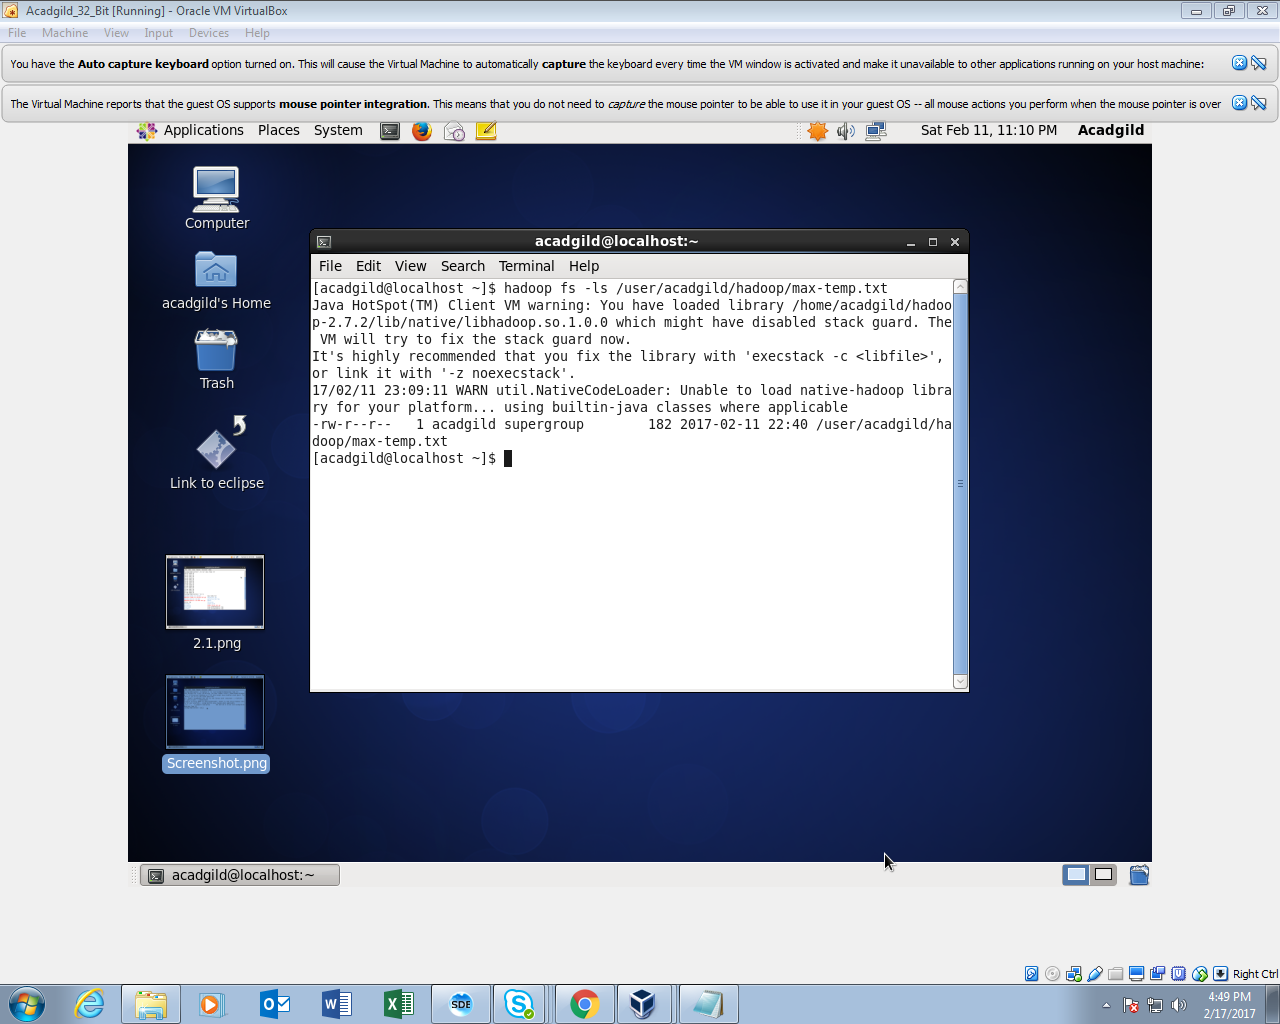 Acadgild_32_Bit [Running] - Oracle VM VirtualBox
File Machine View Input Devices Help
You have the Auto capture keyboard option turned on. This will cause the Virtual Machine to automatically capture the keyboard every time the VM window is activated and make it unavailable to other applications running on your host machine:
The Virtual Machine reports that the guest OS supports mouse pointer integration. This means that you do not need to capture the mouse pointer to be able to use it in your guest OS -- all mouse actions you perform when the mouse pointer is over
Applications Places System Sat Feb 11, 11:10 PM Acadgild
Computer
acadgild's Home
Trash
Link to eclipse
2.1.png
Screenshot.png
acadgild@localhost:~
File Edit View Search Terminal Help
[acadgild@localhost ~]$ hadoop fs -ls /user/acadgild/hadoop/max-temp.txt
Java HotSpot(TM) Client VM warning: You have loaded library /home/acadgild/hadoo
p-2.7.2/lib/native/libhadoop.so.1.0.0 which might have disabled stack guard. The
 VM will try to fix the stack guard now.
It's highly recommended that you fix the library with 'execstack -c <libfile>',
or link it with '-z noexecstack'.
17/02/11 23:09:11 WARN util.NativeCodeLoader: Unable to load native-hadoop libra
ry for your platform... using builtin-java classes where applicable
-rw-r--r--   1 acadgild supergroup        182 2017-02-11 22:40 /user/acadgild/ha
doop/max-temp.txt
[acadgild@localhost ~]$
acadgild@localhost:~
Right Ctrl
SDE
4:49 PM
2/17/2017